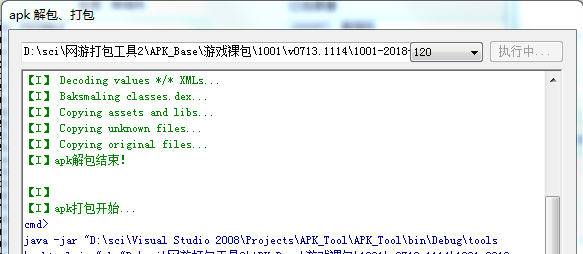 apk 解包、打包
D:\sci\网游打包工具2\APK_Base\游戏裸包\1001\v0713.1114\1001-2018-
120
执行中...
【I】 Decoding values */* XMLs...
【I】 Baksmaling classes.dex...
【I】 Copying assets and libs...
【I】 Copying unknown files...
【I】 Copying original files...
【I】apk解包结束！
【I】
【I】apk打包开始...
cmd>
java -jar "D:\sci\Visual Studio 2008\Projects\APK_Tool\APK_Tool\bin\Debug\tools